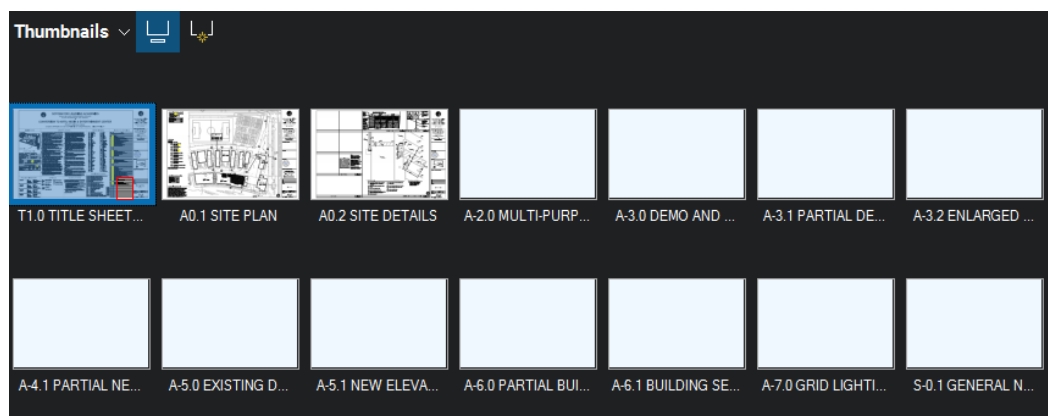 Thumbnails
T1.0 TITLE SHEET...
A0.1 SITE PLAN
A0.2 SITE DETAILS
A-2.0 MULTI-PURP...
A-3.0 DEMO AND ...
A-3.1 PARTIAL DE...
A-3.2 ENLARGED ...
A-4.1 PARTIAL NE...
A-5.0 EXISTING D...
A-5.1 NEW ELEVA...
A-6.0 PARTIAL BUI...
A-6.1 BUILDING SE...
A-7.0 GRID LIGHTI...
S-0.1 GENERAL N...